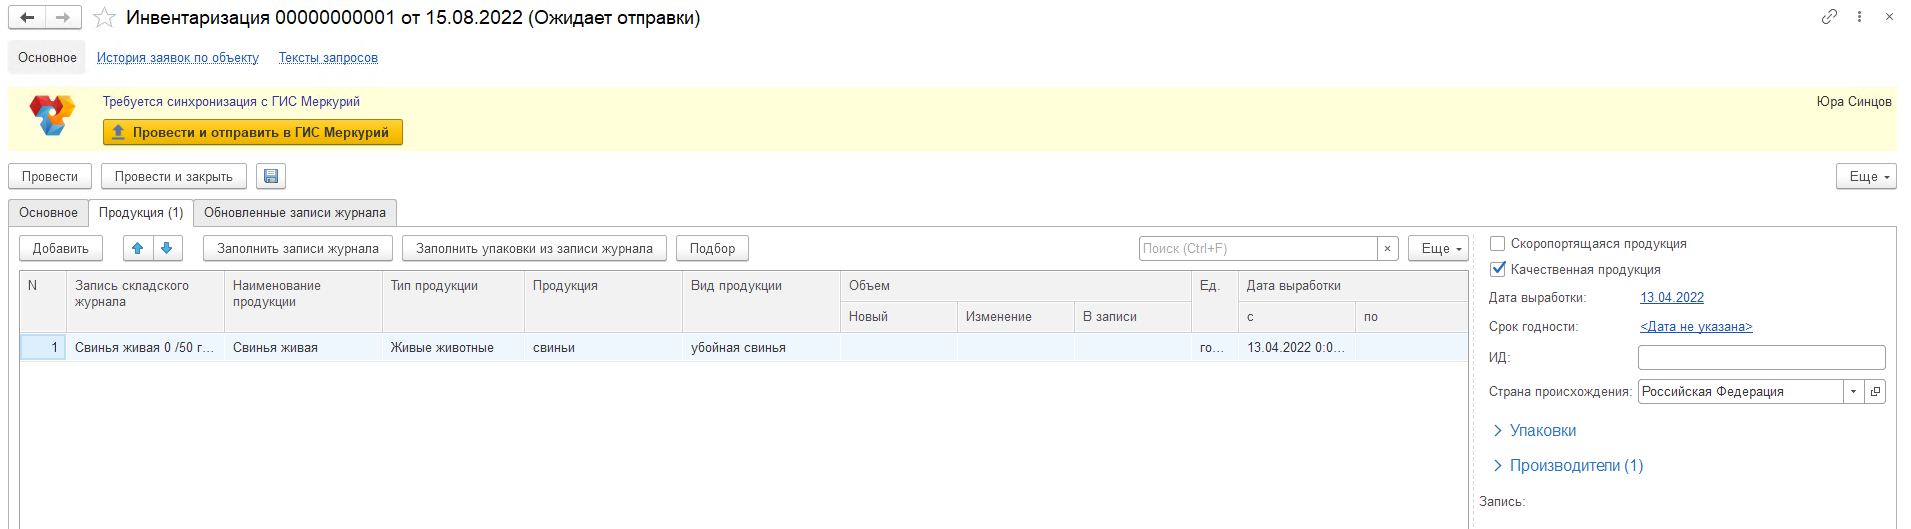 Инвентаризация 00000000001 от 15.08.2022 (Ожидает отправки)
Основное История заявок по объекту Тексты запросов
Требуется синхронизация с ГИС Меркурий Юра Синцов
Провести и отправить в ГИС Меркурий
Провести Провести и закрыть Еще
Основное Продукция (1) Обновленные записи журнала
Добавить Заполнить записи журнала Заполнить упаковки из записи журнала Подбор Поиск (Ctrl+F) × Еще
N Запись складского журнала Наименование продукции Тип продукции Продукция Вид продукции Объем Ед. Дата выработки
Новый Изменение В записи с по
1 Свинья живая 0 /50 г... Свинья живая Живые животные свиньи убойная свинья го... 13.04.2022 0:0...
Скоропортящаяся продукция
Качественная продукция
Дата выработки: 13.04.2022
Срок годности: <Дата не указана>
ИД:
Страна происхождения: Российская Федерация
Упаковки
Производители (1)
Запись: